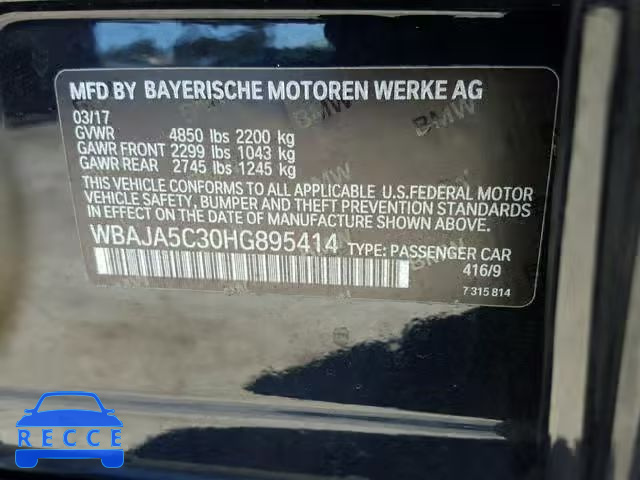 MFD BY BAYERISCHE MOTOREN WERKE AG
03/17
GVWR 4850 lbs 2200 kg
GAWR FRONT 2299 lbs 1043 kg
GAWR REAR 2745 lbs 1245 kg
THIS VEHICLE CONFORMS TO ALL APPLICABLE U.S.FEDERAL MOTOR
VEHICLE SAFETY, BUMPER AND THEFT PREVENTION STANDARDS
IN EFFECT ON THE DATE OF MANUFACTURE SHOWN ABOVE.
WBAJA5C30HG895414 TYPE: PASSENGER CAR
416/9
7 315 814
BMW
BMW
BMW
RECCE